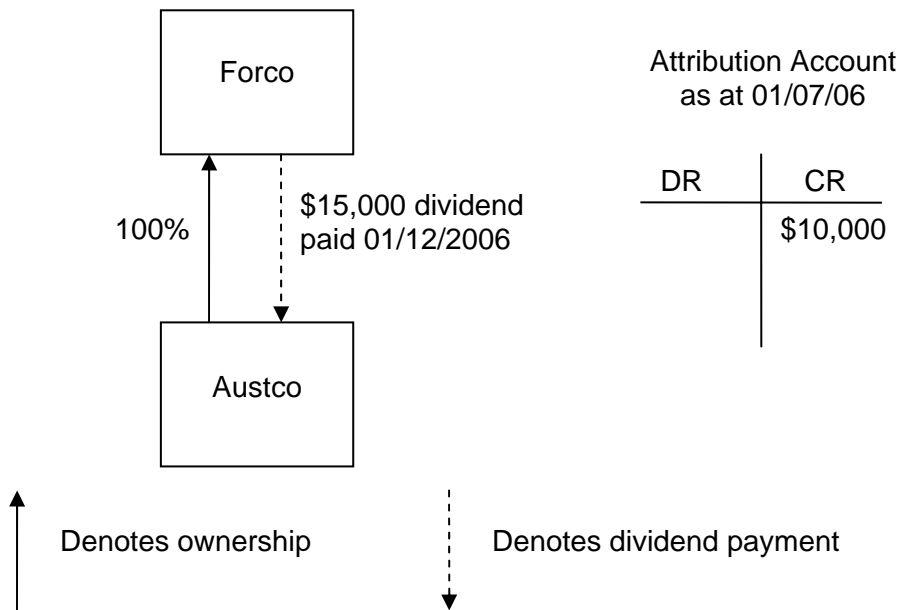 Forco
Attribution Account
as at 01/07/06
DR CR
$10,000
100%
$15,000 dividend
paid 01/12/2006
Austco
Denotes ownership
Denotes dividend payment